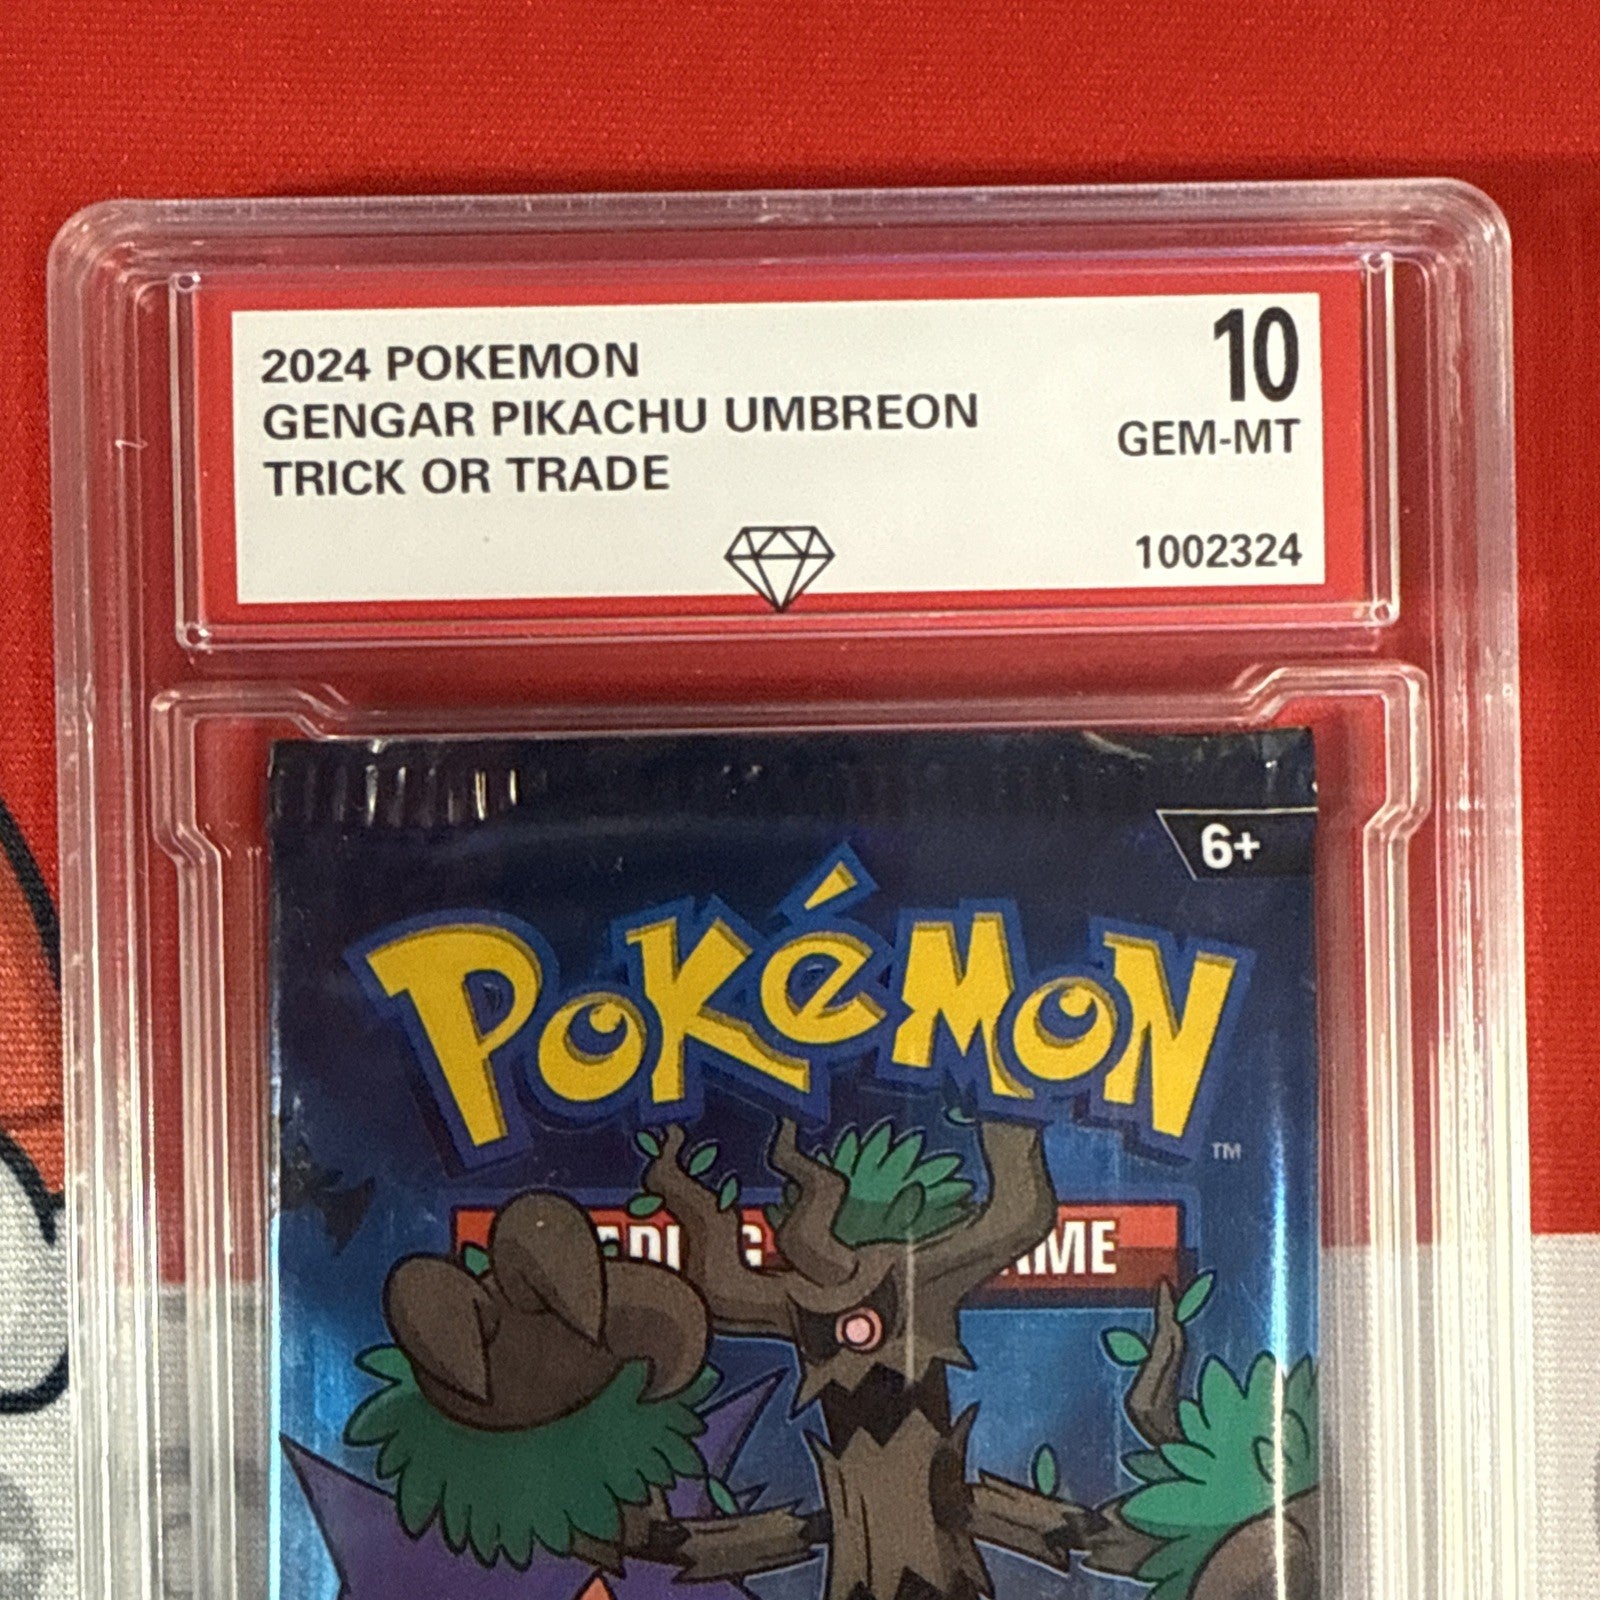 2024 POKEMON
GENGAR PIKACHU UMBREON
TRICK OR TRADE
10
GEM-MT
1002324
6+
POKéMON
TM